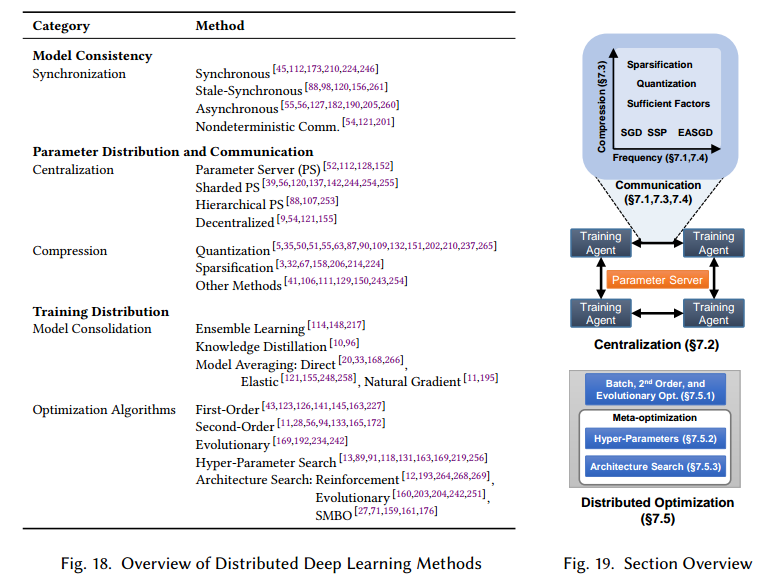 Category Method
Model Consistency
Synchronization Synchronous [45,112,173,210,224,246]
Stale-Synchronous [88,98,120,156,261]
Asynchronous [55,56,127,182,190,205,260]
Nondeterministic Comm. [54,121,201]
Parameter Distribution and Communication
Centralization Parameter Server (PS) [52,112,128,152]
Sharded PS [39,56,120,137,142,244,254,255]
Hierarchical PS [88,107,253]
Decentralized [9,54,121,155]
Compression Quantization [5,35,50,51,55,63,87,90,109,132,151,202,210,237,265]
Sparsification [3,32,67,158,206,214,224]
Other Methods [41,106,111,129,150,243,254]
Training Distribution
Model Consolidation Ensemble Learning [114,148,217]
Knowledge Distillation [10,96]
Model Averaging: Direct [20,33,168,266],
Elastic [121,155,248,258], Natural Gradient [11,195]
Optimization Algorithms First-Order [43,123,126,141,145,163,227]
Second-Order [11,28,56,94,133,165,172]
Evolutionary [169,192,234,242]
Hyper-Parameter Search [13,89,91,118,131,163,169,219,256]
Architecture Search: Reinforcement [12,193,264,268,269],
Evolutionary [160,203,204,242,251],
SMBO [27,71,159,161,176]
Fig. 18. Overview of Distributed Deep Learning Methods
Compression (§7.3)
Sparsification
Quantization
Sufficient Factors
SGD SSP EASGD
Frequency (§7.1,7.4)
Communication
(§7.1,7.3,7.4)
Training
Agent
Training
Agent
Parameter Server
Training
Agent
Training
Agent
Centralization (§7.2)
Batch, 2nd Order, and
Evolutionary Opt. (§7.5.1)
Meta-optimization
Hyper-Parameters (§7.5.2)
Architecture Search (§7.5.3)
Distributed Optimization
(§7.5)
Fig. 19. Section Overview